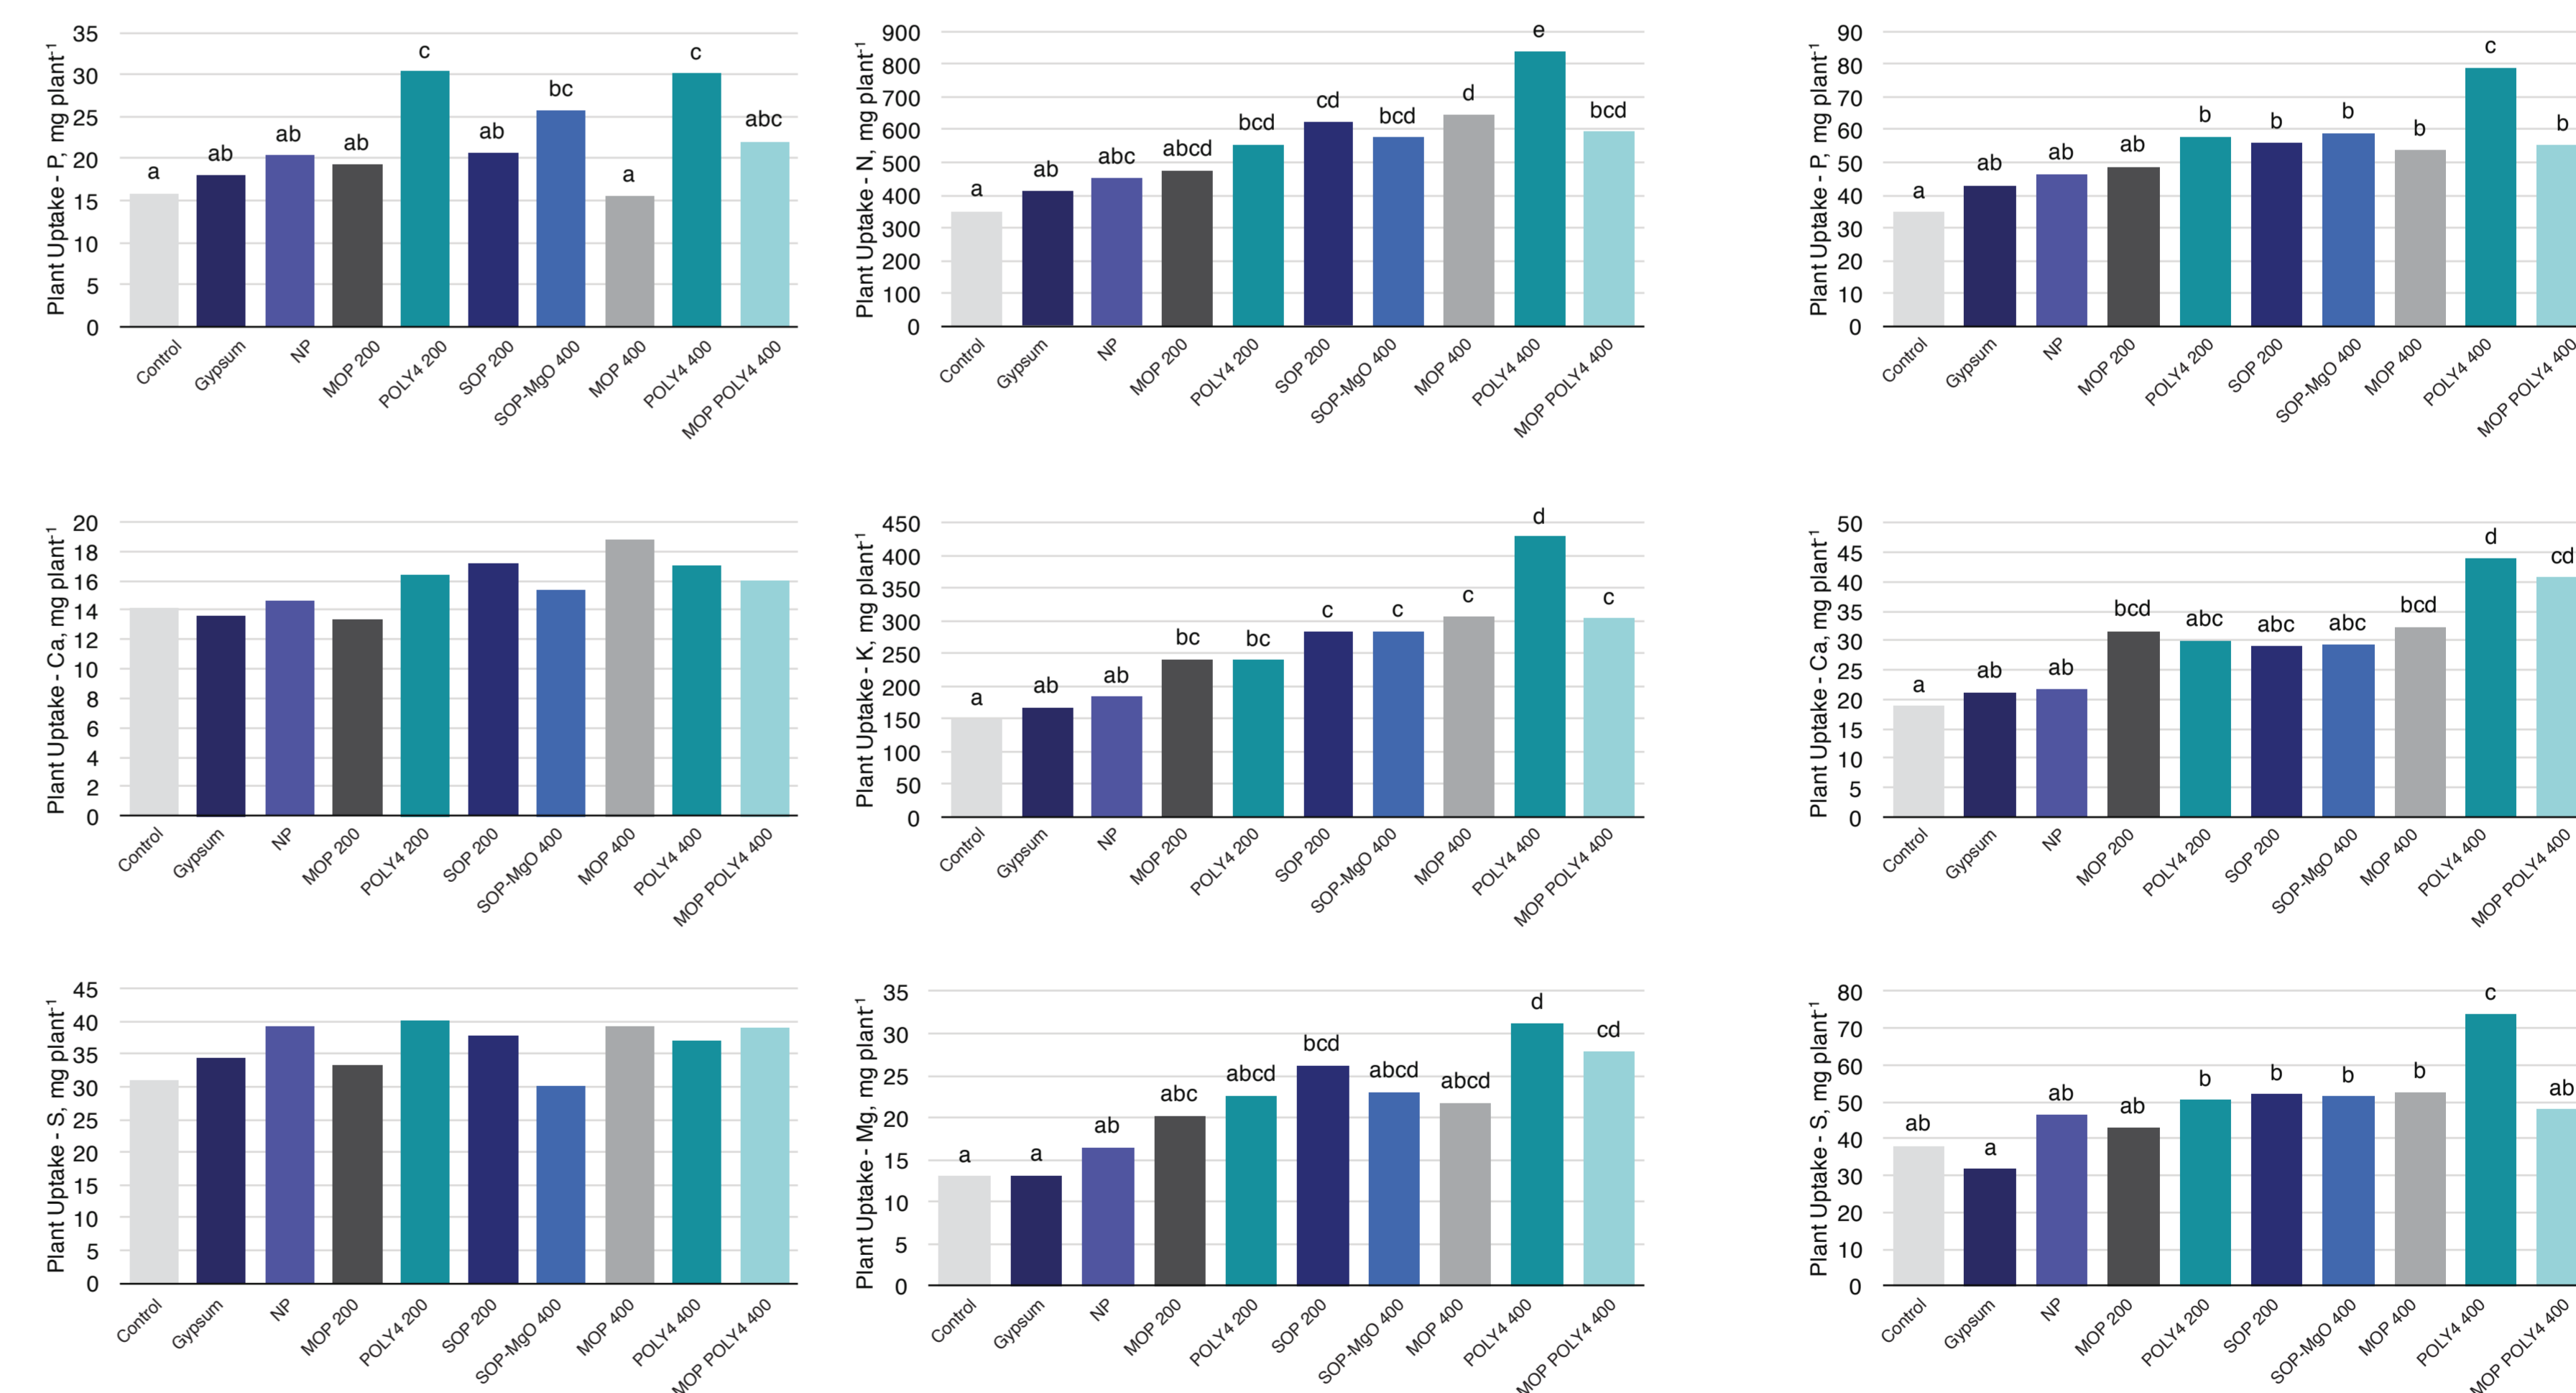 Plant Uptake - P, mg plant-1
35
30
25
20
15
10
5
0
a
ab
ab
ab
c
ab
bc
a
c
abc
Control
Gypsum
NP
MOP 200
POLY4 200
SOP 200
SOP-MgO 400
MOP 400
POLY4 400
MOP POLY4 400
Plant Uptake - N, mg plant-1
900
800
700
600
500
400
300
200
100
0
a
ab
abc
abcd
bcd
cd
bcd
d
e
bcd
Control
Gypsum
NP
MOP 200
POLY4 200
SOP 200
SOP-MgO 400
MOP 400
POLY4 400
MOP POLY4 400
Plant Uptake - P, mg plant-1
90
80
70
60
50
40
30
20
10
0
a
ab
ab
ab
b
b
b
b
c
b
Control
Gypsum
NP
MOP 200
POLY4 200
SOP 200
SOP-MgO 400
MOP 400
POLY4 400
MOP POLY4 400
Plant Uptake - Ca, mg plant-1
20
18
16
14
12
10
8
6
4
2
0
Control
Gypsum
NP
MOP 200
POLY4 200
SOP 200
SOP-MgO 400
MOP 400
POLY4 400
MOP POLY4 400
Plant Uptake - K, mg plant-1
450
400
350
300
250
200
150
100
50
0
a
ab
ab
bc
bc
c
c
c
d
c
Control
Gypsum
NP
MOP 200
POLY4 200
SOP 200
SOP-MgO 400
MOP 400
POLY4 400
MOP POLY4 400
Plant Uptake - Ca, mg plant-1
50
45
40
35
30
25
20
15
10
5
0
a
ab
ab
bcd
abc
abc
abc
bcd
d
cd
Control
Gypsum
NP
MOP 200
POLY4 200
SOP 200
SOP-MgO 400
MOP 400
POLY4 400
MOP POLY4 400
Plant Uptake - S, mg plant-1
45
40
35
30
25
20
15
10
5
0
Control
Gypsum
NP
MOP 200
POLY4 200
SOP 200
SOP-MgO 400
MOP 400
POLY4 400
MOP POLY4 400
Plant Uptake - Mg, mg plant-1
35
30
25
20
15
10
5
0
a
a
ab
abc
abcd
bcd
abcd
abcd
d
cd
Control
Gypsum
NP
MOP 200
POLY4 200
SOP 200
SOP-MgO 400
MOP 400
POLY4 400
MOP POLY4 400
Plant Uptake - S, mg plant-1
80
70
60
50
40
30
20
10
0
ab
a
ab
ab
b
b
b
b
c
ab
Control
Gypsum
NP
MOP 200
POLY4 200
SOP 200
SOP-MgO 400
MOP 400
POLY4 400
MOP POLY4 400